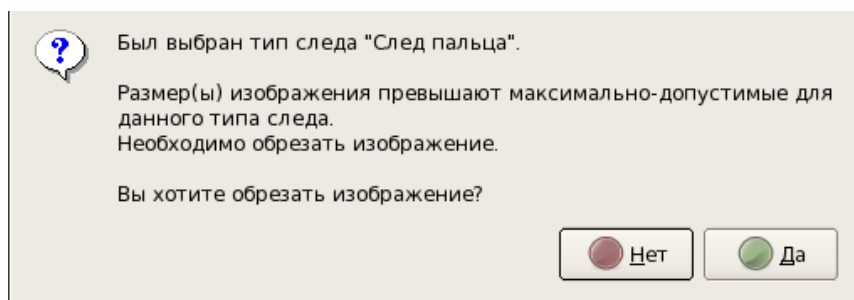 Был выбран тип следа "След пальца".
Размер(ы) изображения превышают максимально-допустимые для
данного типа следа.
Необходимо обрезать изображение.
Вы хотите обрезать изображение?
Нет
Да